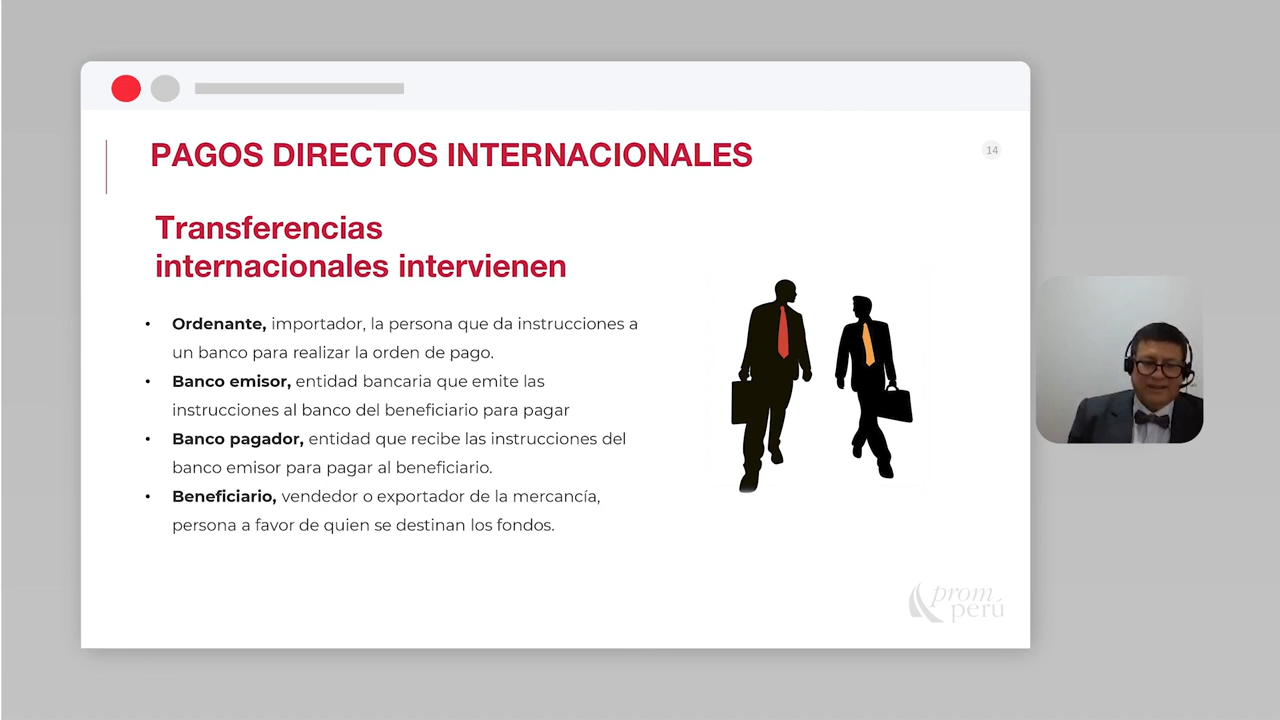 PAGOS DIRECTOS INTERNACIONALES
14
Transferencias
internacionales intervienen
• Ordenante, importador, la persona que da instrucciones a
un banco para realizar la orden de pago.
• Banco emisor, entidad bancaria que emite las
instrucciones al banco del beneficiario para pagar
• Banco pagador, entidad que recibe las instrucciones del
banco emisor para pagar al beneficiario.
• Beneficiario, vendedor o exportador de la mercancía,
persona a favor de quien se destinan los fondos.
prom
perú